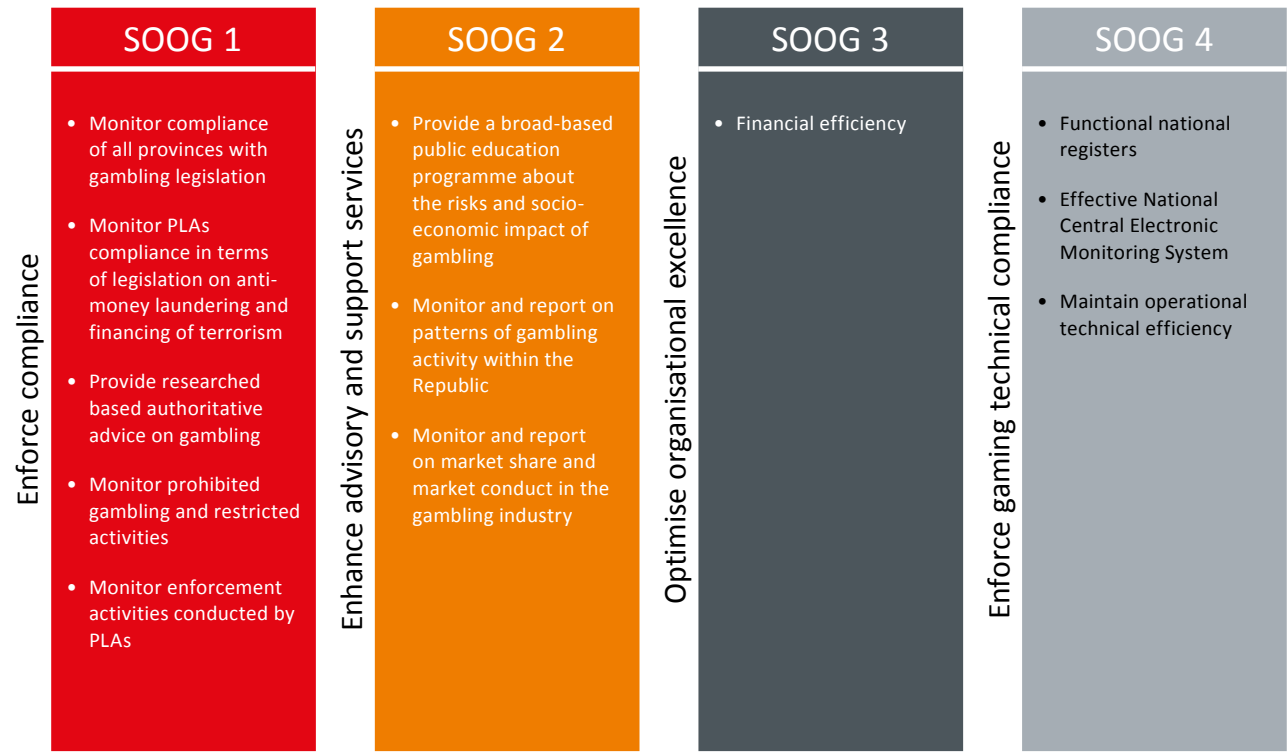 SOOG 1
Enforce compliance
• Monitor compliance
of all provinces with
gambling legislation
• Monitor PLAs
compliance in terms
of legislation on anti-
money laundering and
financing of terrorism
• Provide researched
based authoritative
advice on gambling
• Monitor prohibited
gambling and restricted
activities
• Monitor enforcement
activities conducted by
PLAs
SOOG 2
Enhance advisory and support services
• Provide a broad-based
public education
programme about
the risks and socio-
economic impact of
gambling
• Monitor and report on
patterns of gambling
activity within the
Republic
• Monitor and report
on market share and
market conduct in the
gambling industry
SOOG 3
Optimise organisational excellence
• Financial efficiency
SOOG 4
Enforce gaming technical compliance
• Functional national
registers
• Effective National
Central Electronic
Monitoring System
• Maintain operational
technical efficiency